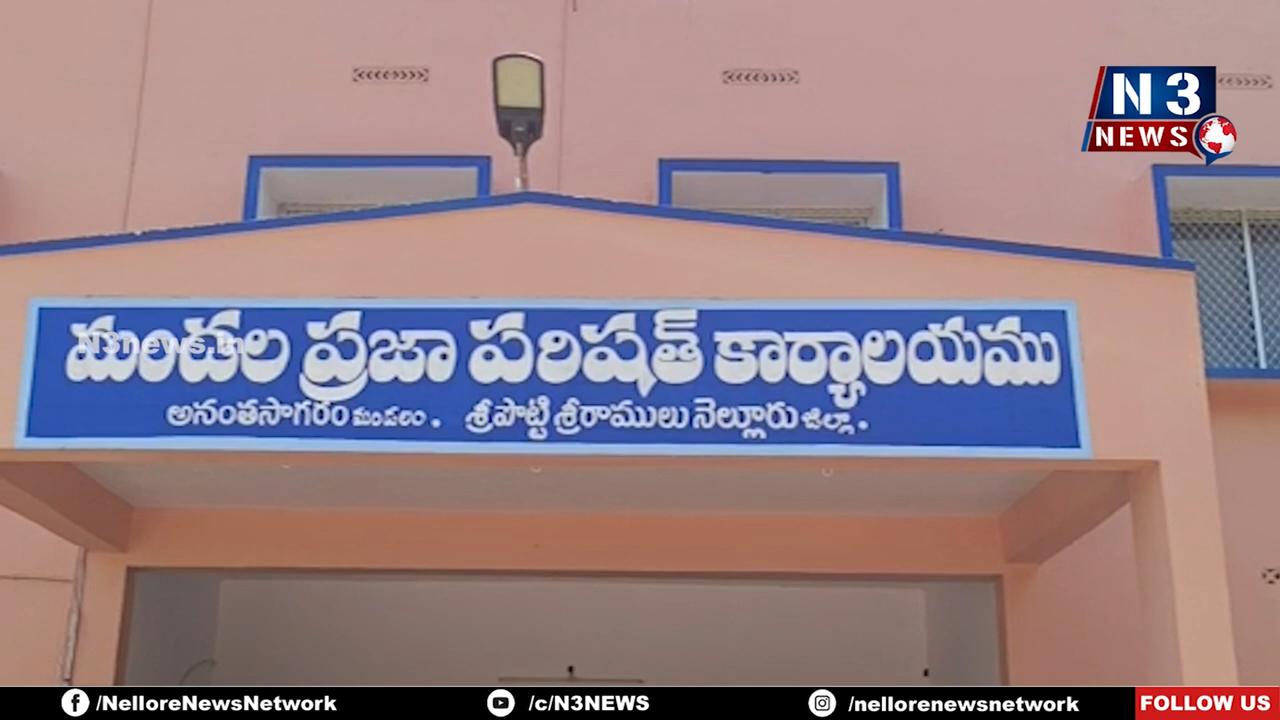 N3
NEWS
మండల ప్రజా పరిషత్ కార్యాలయము
N3news.in
అనంతసాగరం మండలం. శ్రీపొట్టి శ్రీరాములు నెల్లూరు జిల్లా.
/NelloreNewsNetwork /c/N3NEWS /nellorenewsnetwork FOLLOW US